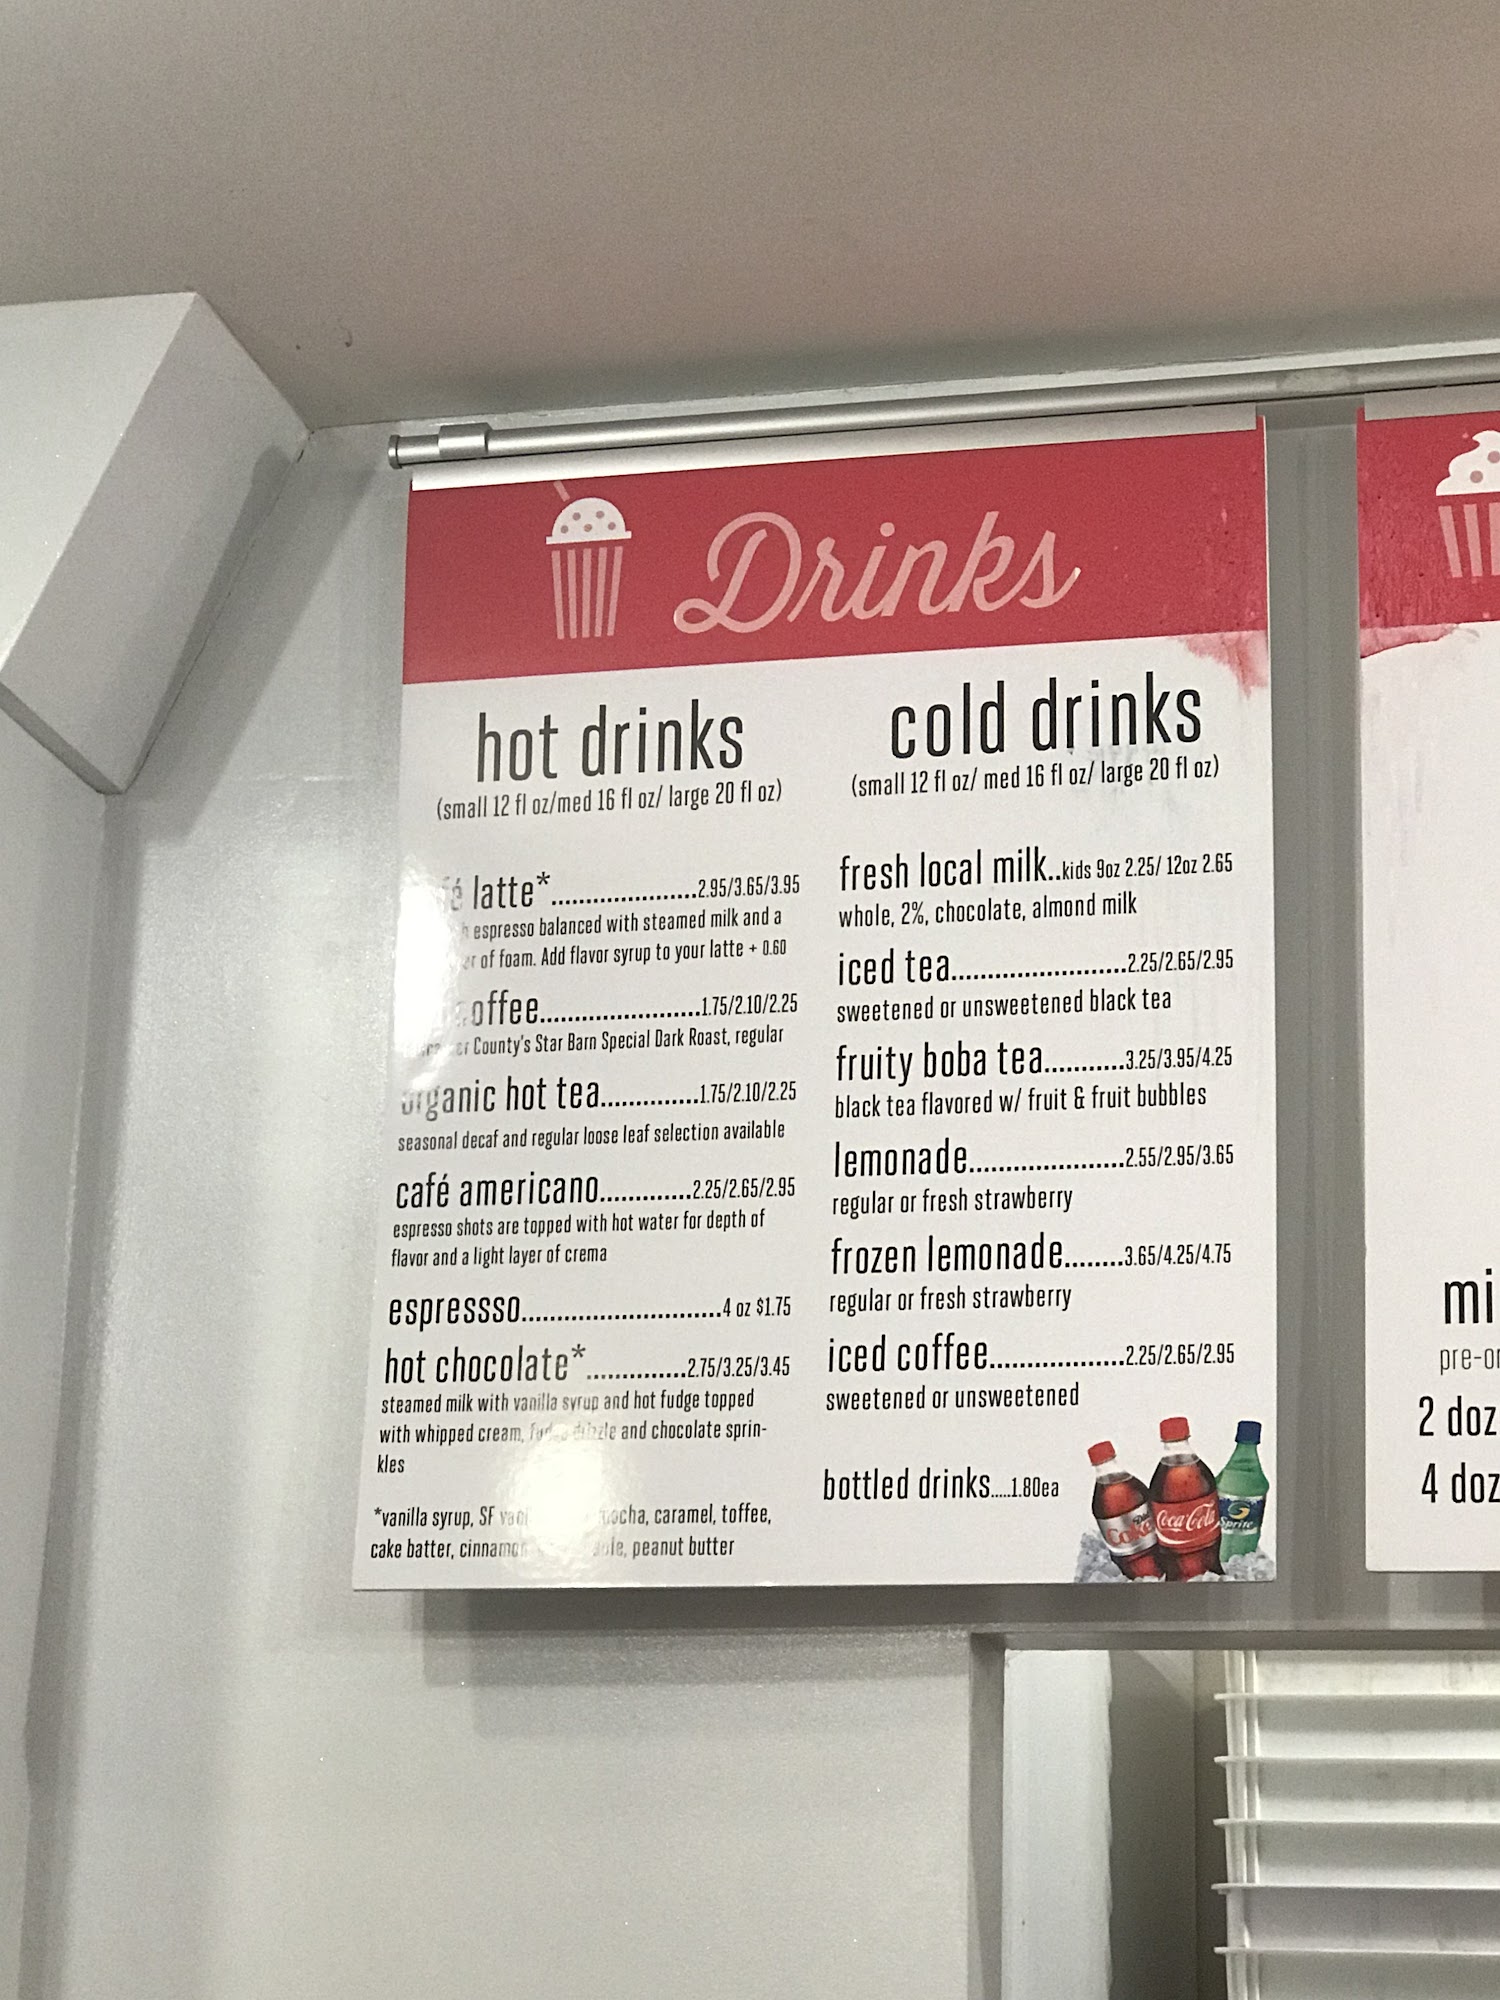 Drinks
hot drinks
(small 12 fl oz/med 16 fl oz/ large 20 fl oz)
latte*....................2.95/3.65/3.95
espresso balanced with steamed milk and a
of foam. Add flavor syrup to your latte + 0.60
.......................1.75/2.10/2.25
County's Star Barn Special Dark Roast, regular
organic hot tea..............1.75/2.10/2.25
seasonal decaf and regular loose leaf selection available
café americano.............2.25/2.65/2.95
espresso shots are topped with hot water for depth of
flavor and a light layer of crema
espressso...........................4 oz $1.75
hot chocolate*..............2.75/3.25/3.45
steamed milk with vanilla syrup and hot fudge topped
with whipped cream, fudge drizzle and chocolate sprin-
kles
*vanilla syrup, SF mocha, caramel, toffee,
cake batter, cinnamon peanut butter
cold drinks
(small 12 fl oz/ med 16 fl oz/ large 20 fl oz)
fresh local milk..kids 9oz 2.25/ 12oz 2.65
whole, 2%, chocolate, almond milk
iced tea........................2.25/2.65/2.95
sweetened or unsweetened black tea
fruity boba tea...........3.25/3.95/4.25
black tea flavored w/ fruit & fruit bubbles
lemonade.....................2.55/2.95/3.65
regular or fresh strawberry
frozen lemonade........3.65/4.25/4.75
regular or fresh strawberry
iced coffee...................2.25/2.65/2.95
sweetened or unsweetened
bottled drinks.....1.80ea
Diet
Coke
Coca-Cola
Sprite
mi
pre-or
2 doz
4 doz